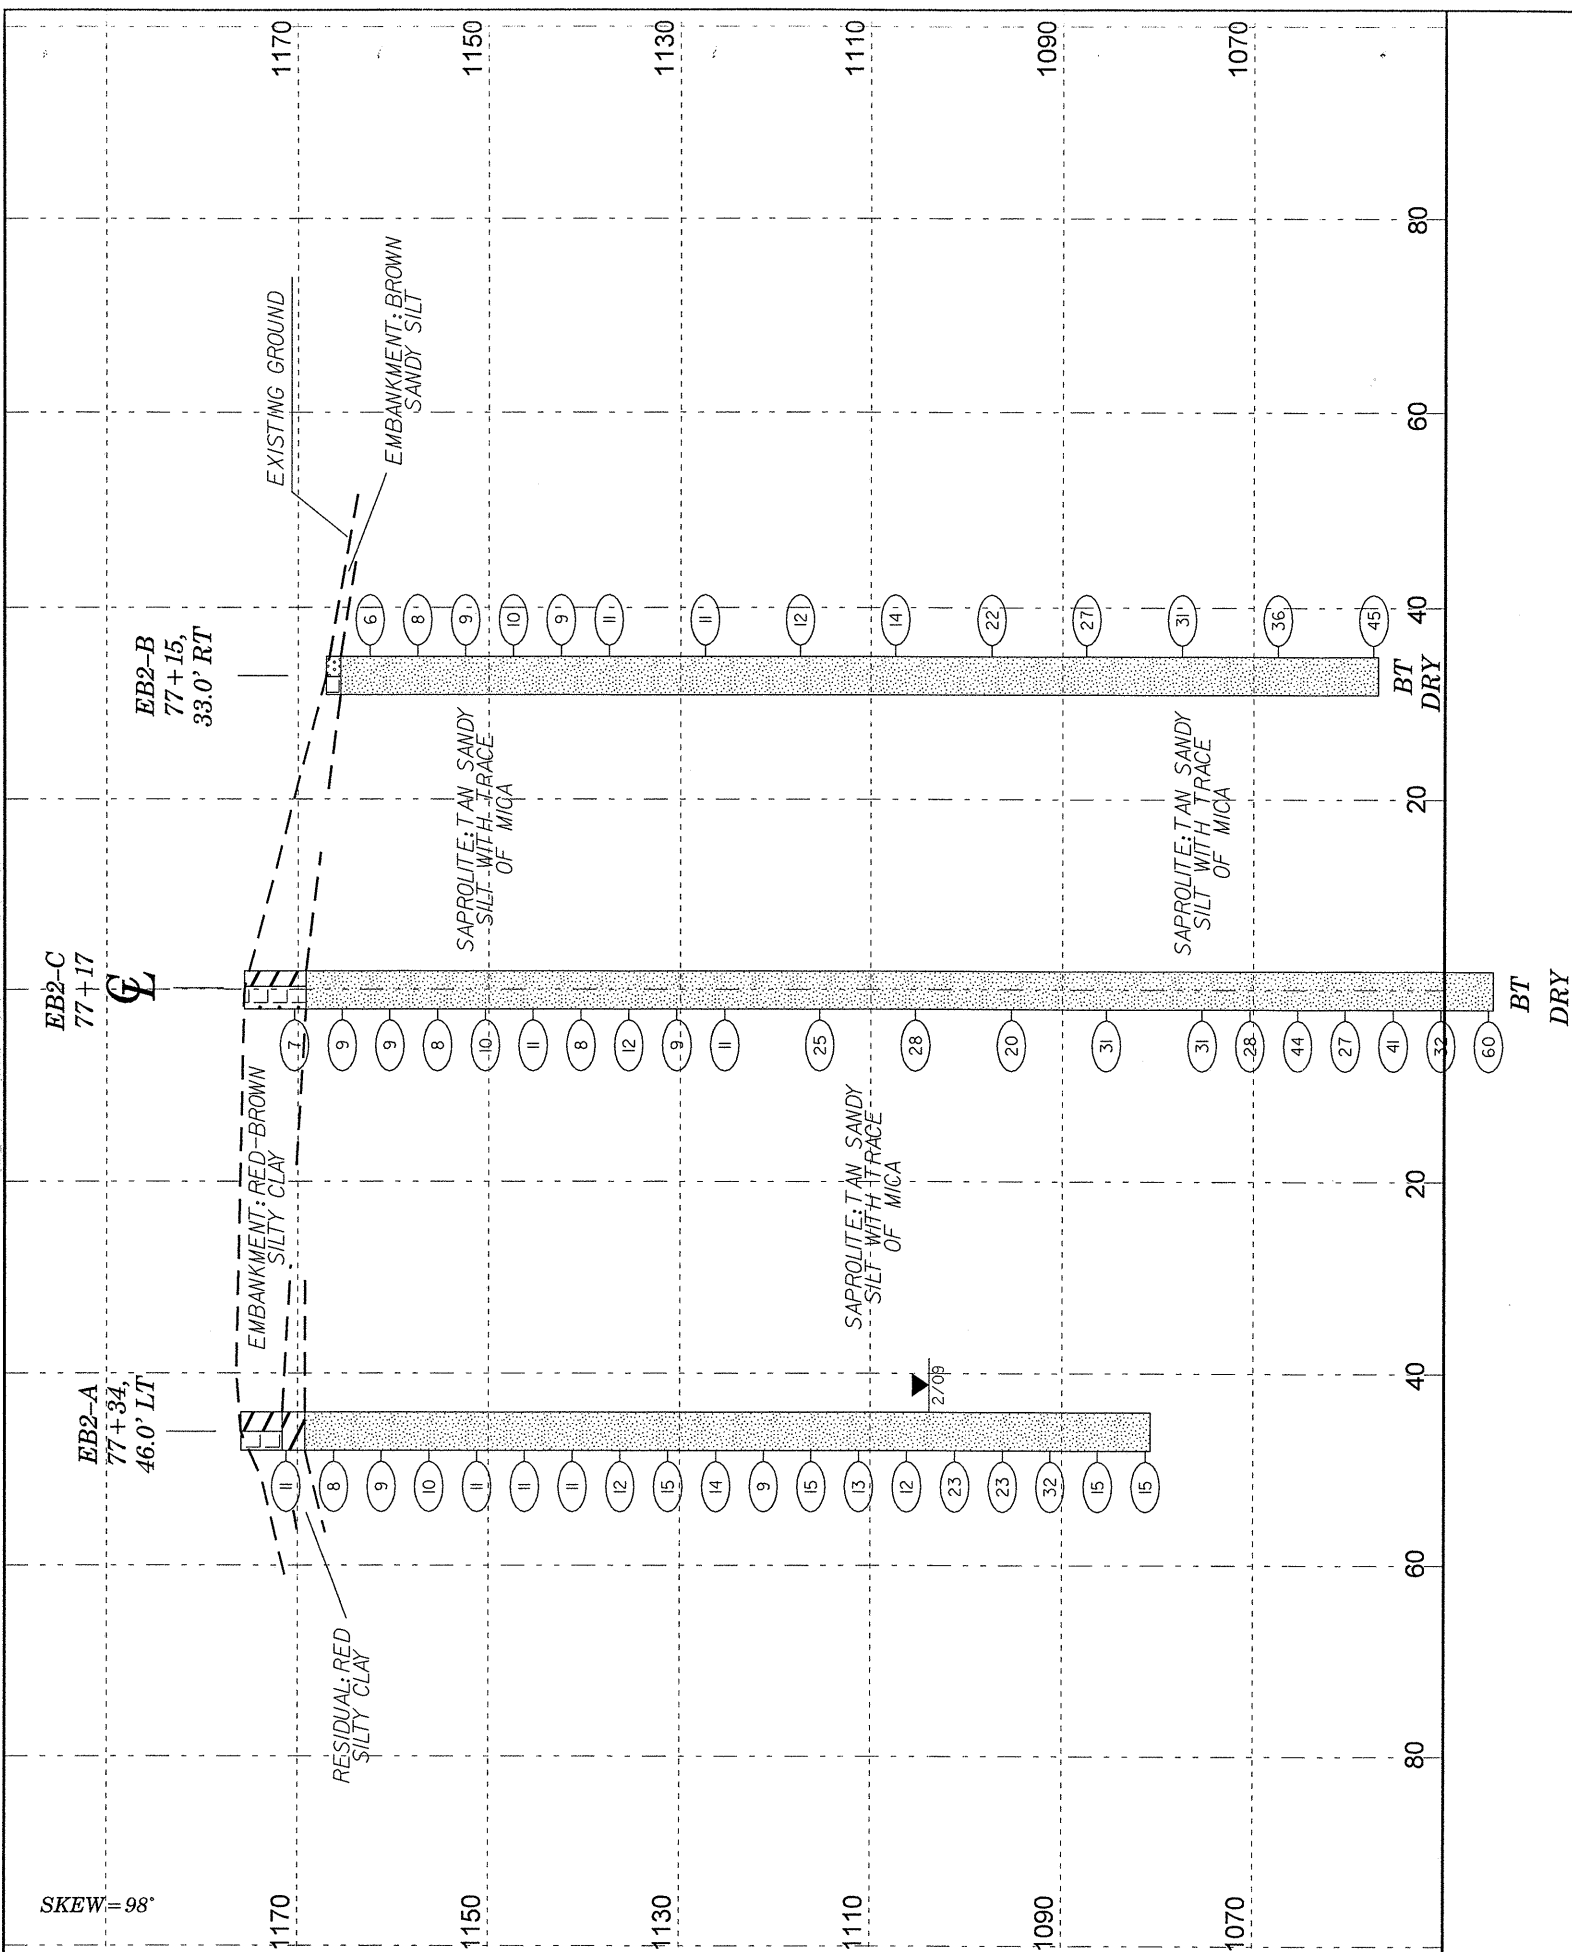 SKEW=98°
EB2-A
77+34,
46.0' LT
EB2-C
77+17
CL
EB2-B
77+15,
33.0' RT
1170
1150
1130
1110
1090
1070
1170
1150
1130
1110
1090
1070
EXISTING GROUND
EMBANKMENT: BROWN
SANDY SILT
EMBANKMENT: RED-BROWN
SILTY CLAY
RESIDUAL: RED
SILTY CLAY
SAPROLITE: TAN SANDY
SILT WITH TRACE
OF MICA
SAPROLITE: TAN SANDY
SILT WITH TRACE
OF MICA
SAPROLITE: TAN SANDY
SILT WITH TRACE
OF MICA
11
8
9
10
11
11
11
12
15
14
9
15
13
12
23
23
32
15
15
2/09
7
9
9
8
10
11
8
12
9
11
25
28
20
31
31
28
44
27
41
32
60
BT
DRY
6
8
9
10
9
11
11
12
14
22
27
31
36
45
BT
DRY
80
60
40
20
20
40
60
80